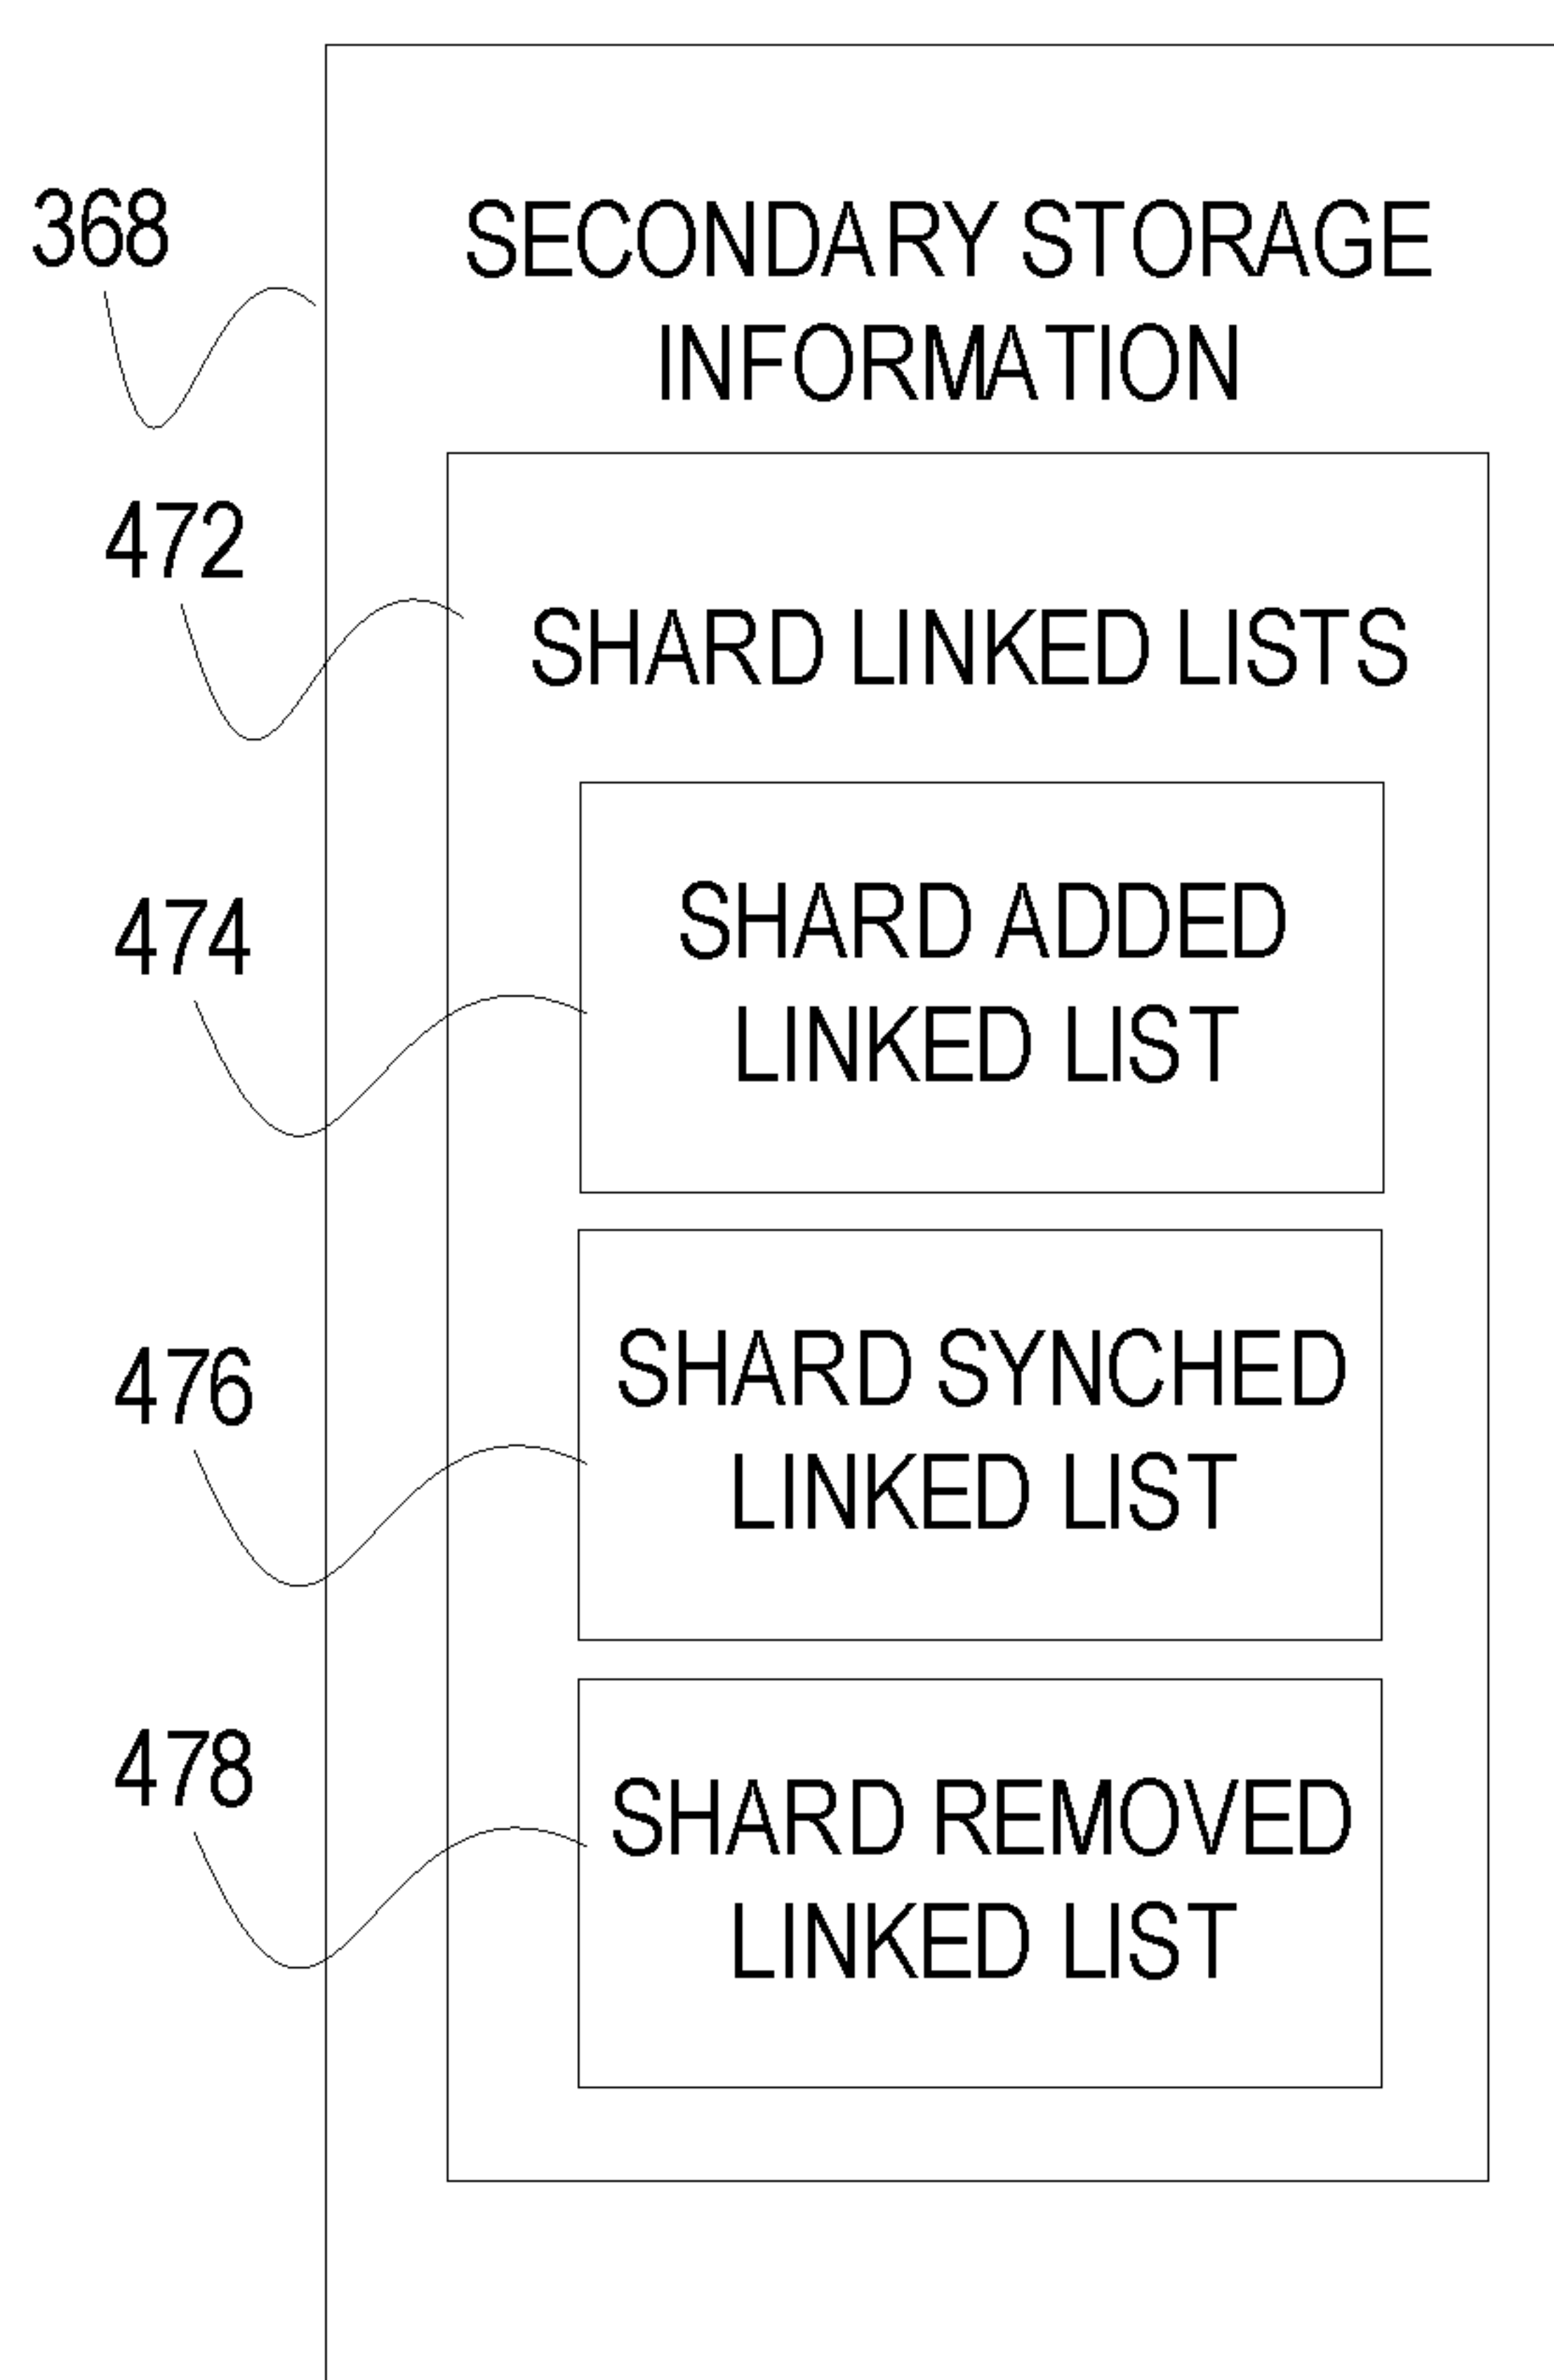 368
SECONDARY STORAGE
INFORMATION
472
SHARD LINKED LISTS
474
SHARD ADDED
LINKED LIST
476
SHARD SYNCHED
LINKED LIST
478
SHARD REMOVED
LINKED LIST